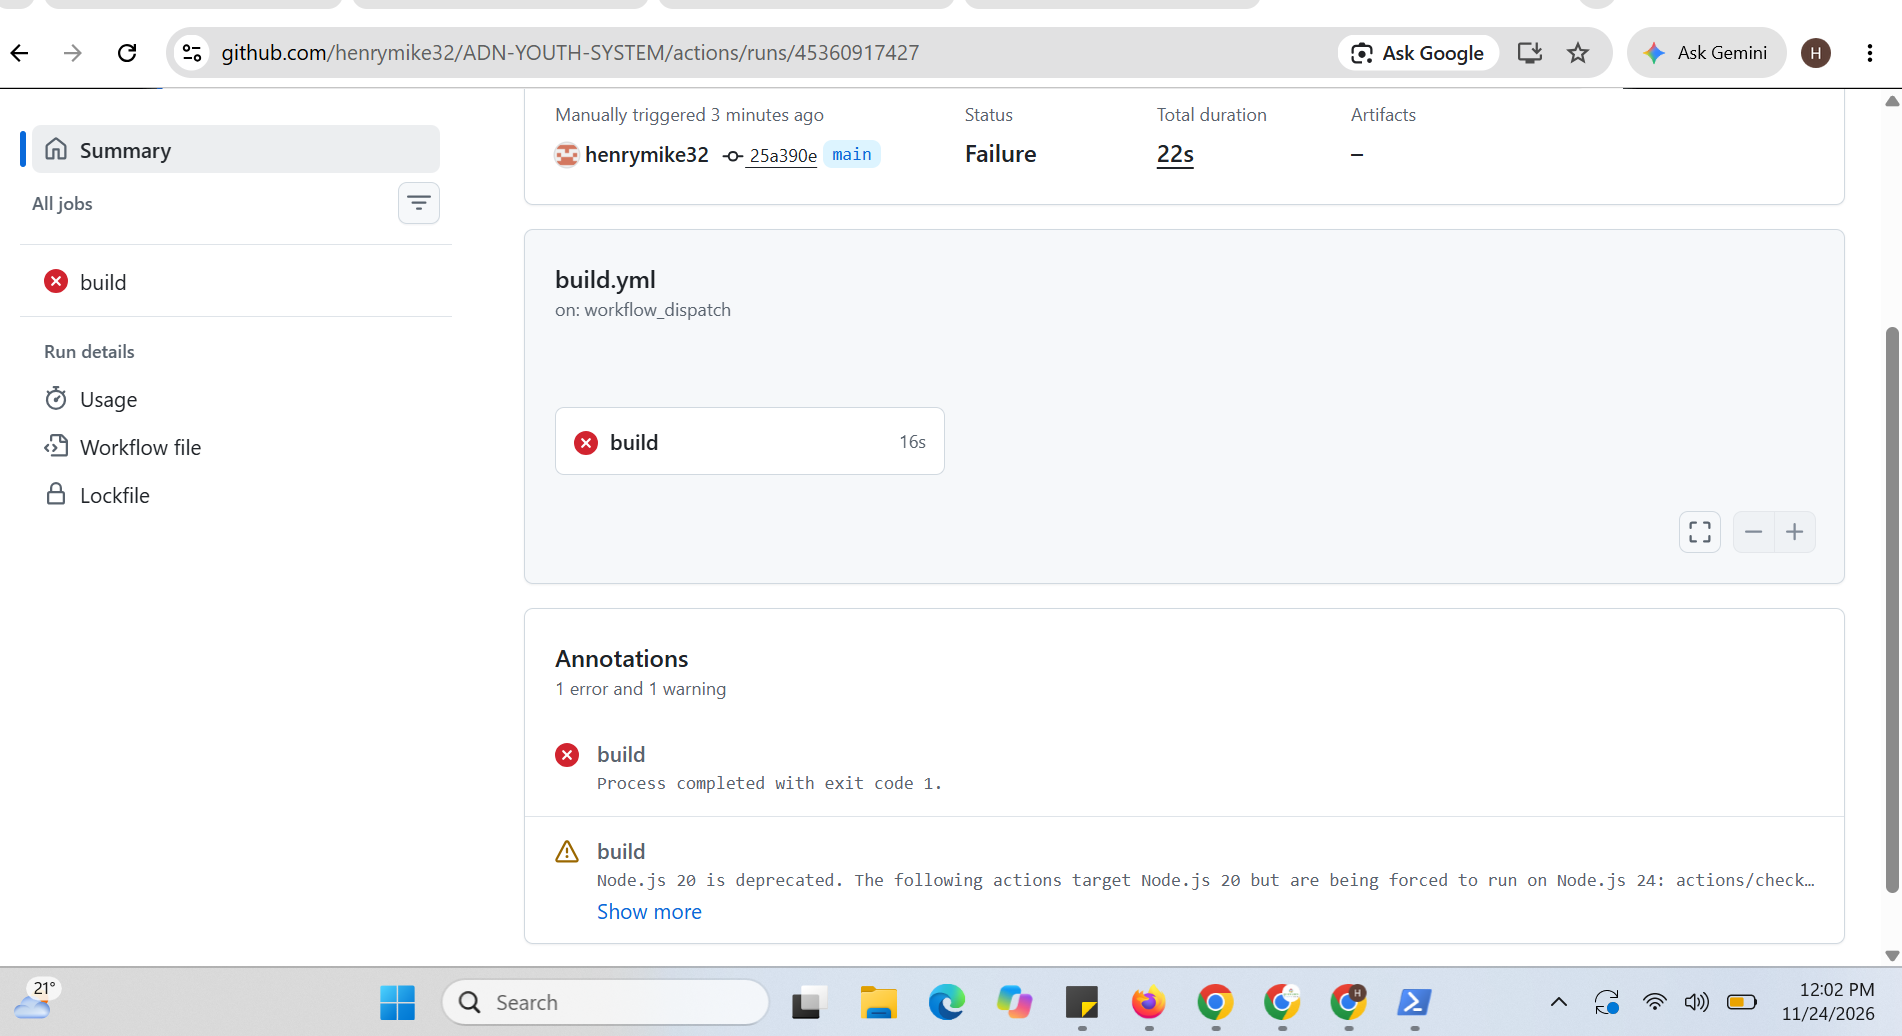 github.com/henrymike32/ADN-YOUTH-SYSTEM/actions/runs/45360917427
Ask Google
Ask Gemini
H
Summary
All jobs
build
Run details
Usage
Workflow file
Lockfile
Manually triggered 3 minutes ago
henrymike32 25a390e main
Status
Failure
Total duration
22s
Artifacts
–
build.yml
on: workflow_dispatch
build 16s
Annotations
1 error and 1 warning
build
Process completed with exit code 1.
build
Node.js 20 is deprecated. The following actions target Node.js 20 but are being forced to run on Node.js 24: actions/check…
Show more
21°
Search
H
12:02 PM
11/24/2026